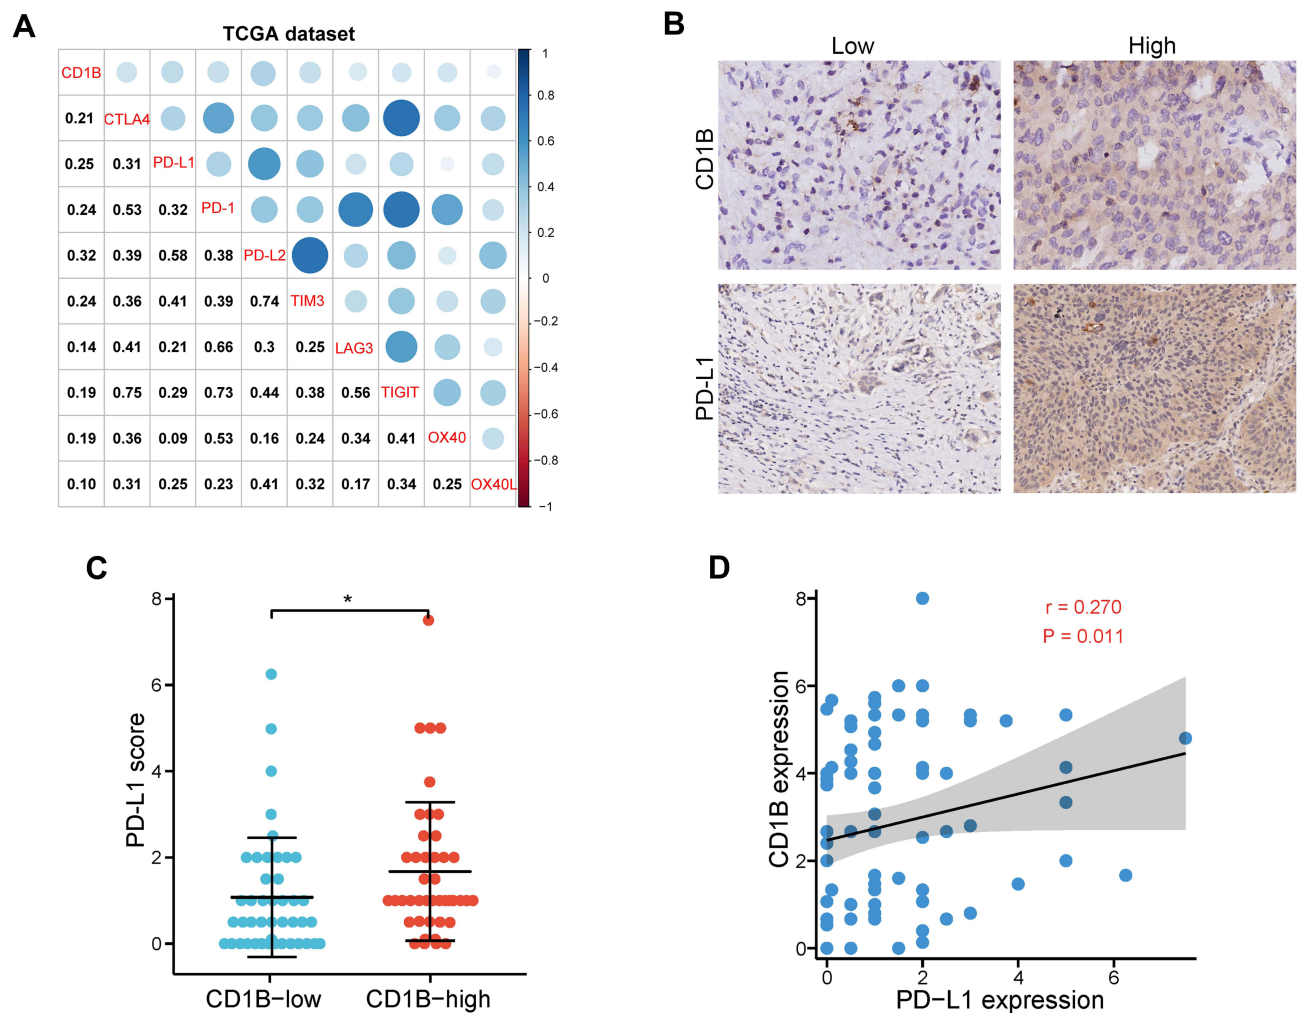 A
TCGA dataset
CD1B
0.21 CTLA4
0.25 0.31 PD-L1
0.24 0.53 0.32 PD-1
0.32 0.39 0.58 0.38 PD-L2
0.24 0.36 0.41 0.39 0.74 TIM3
0.14 0.41 0.21 0.66 0.3 0.25 LAG3
0.19 0.75 0.29 0.73 0.44 0.38 0.56 TIGIT
0.19 0.36 0.09 0.53 0.16 0.24 0.34 0.41 OX40
0.10 0.31 0.25 0.23 0.41 0.32 0.17 0.34 0.25 OX40L
1
0.8
0.6
0.4
0.2
0
−0.2
−0.4
−0.6
−0.8
−1
B
Low High
CD1B
PD-L1
C
PD-L1 score
8
6
4
2
0
*
CD1B−low CD1B−high
D
CD1B expression
8
6
4
2
0
r = 0.270
P = 0.011
0 2 4 6
PD−L1 expression